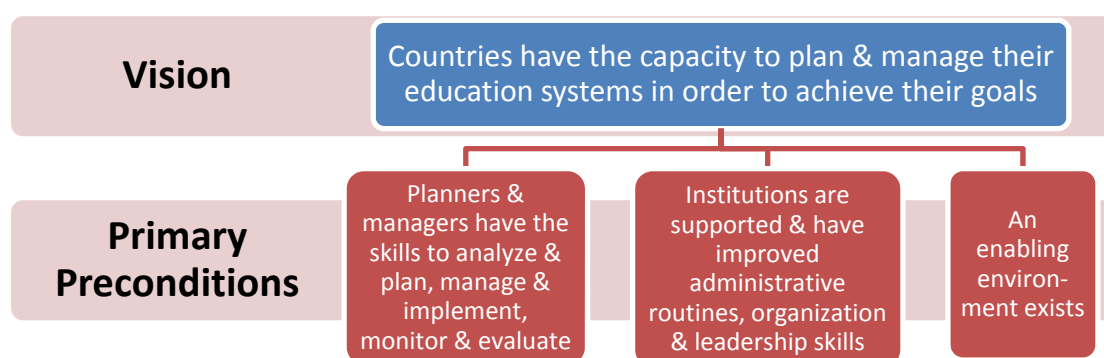 Vision
Countries have the capacity to plan & manage their
education systems in order to achieve their goals
Primary
Preconditions
Planners &
managers have the
skills to analyze &
plan, manage &
implement,
monitor & evaluate
Institutions are
supported & have
improved
administrative
routines, organization
& leadership skills
An
enabling
environ-
ment exists